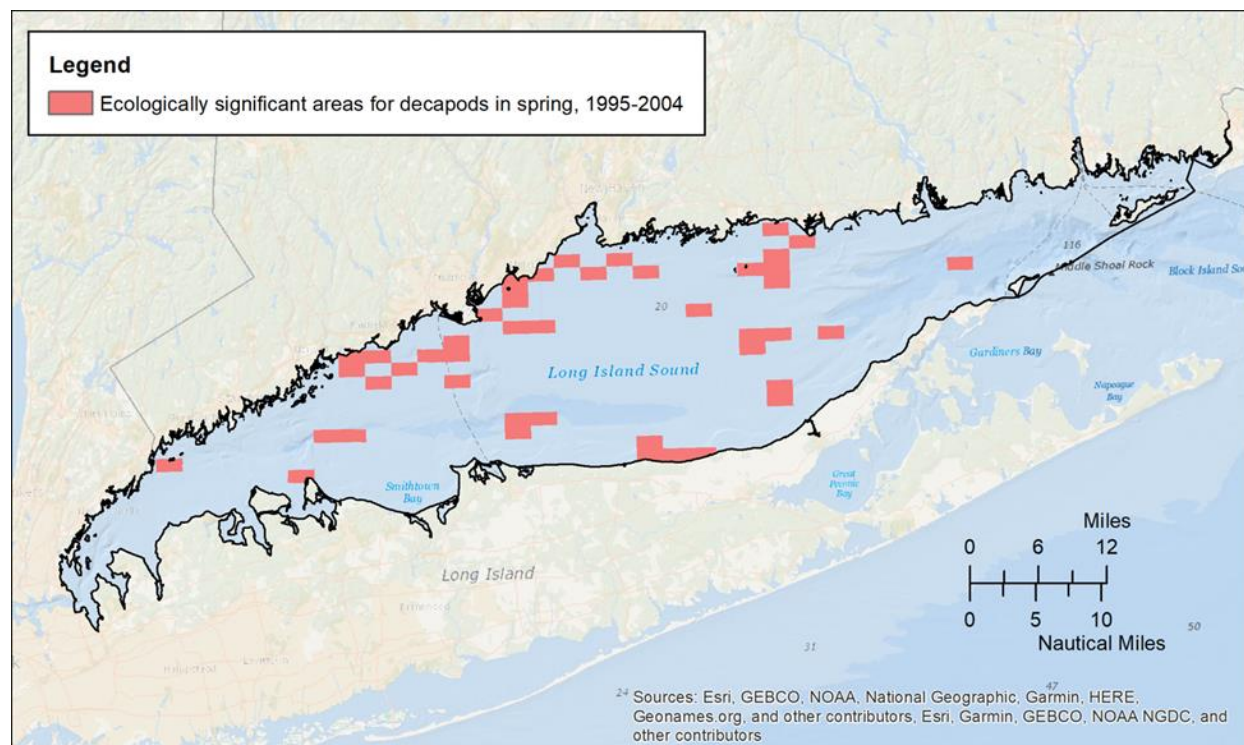 Legend
Ecologically significant areas for decapods in spring, 1995-2004
116
Middle Shoal Rock
Block Island Sou
20
Long Island Sound
Gardiners Bay
Napeague
Bay
Smithtown
Bay
Great
Peconic
Bay
Long Island
Miles
0 6 12
0 5 10
Nautical Miles
50
31
47
24
Sources: Esri, GEBCO, NOAA, National Geographic, Garmin, HERE,
Geonames.org, and other contributors, Esri, Garmin, GEBCO, NOAA NGDC, and
other contributors